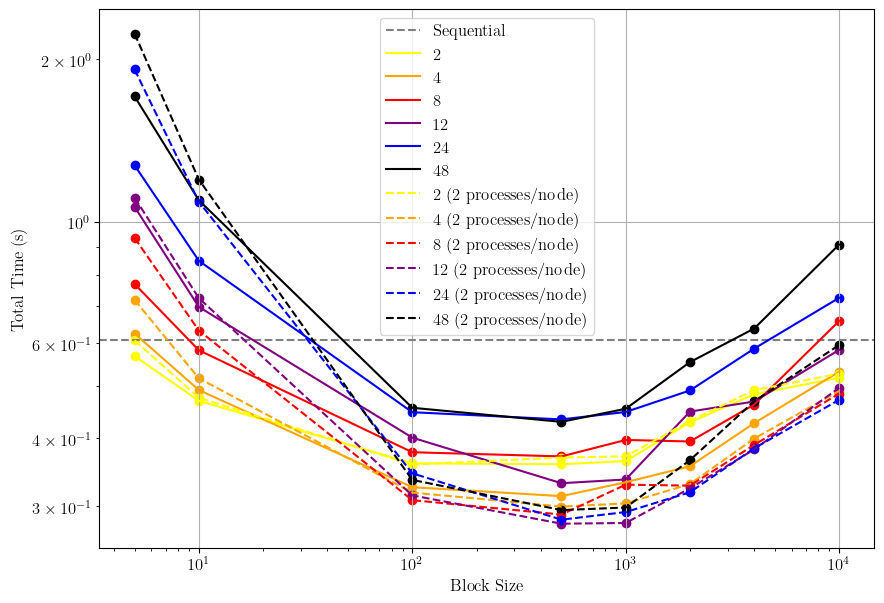 Total Time (s)
2 × 10⁰
10⁰
6 × 10⁻¹
4 × 10⁻¹
3 × 10⁻¹
Sequential
2
4
8
12
24
48
2 (2 processes/node)
4 (2 processes/node)
8 (2 processes/node)
12 (2 processes/node)
24 (2 processes/node)
48 (2 processes/node)
10¹ 10² 10³ 10⁴
Block Size